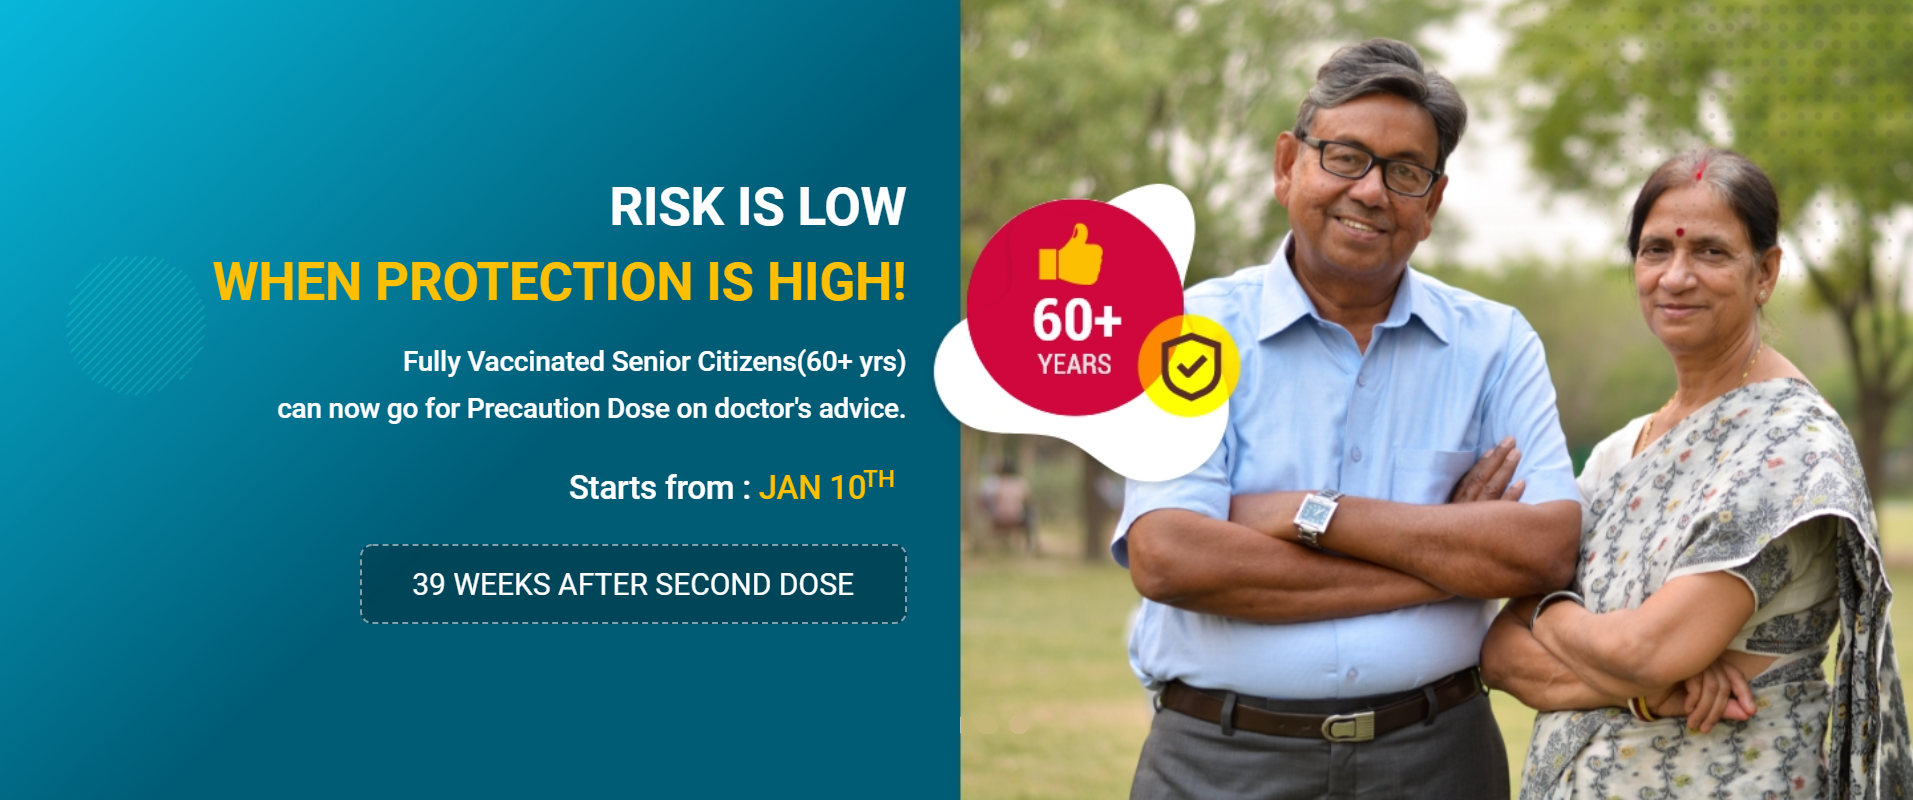 RISK IS LOW
WHEN PROTECTION IS HIGH!
Fully Vaccinated Senior Citizens(60+ yrs)
can now go for Precaution Dose on doctor's advice.
Starts from : JAN 10TH
39 WEEKS AFTER SECOND DOSE
60+
YEARS